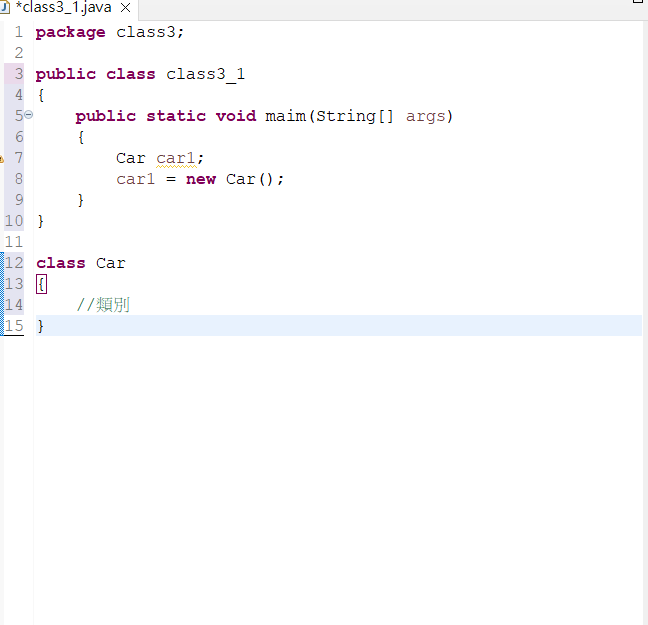 *class3_1.java
1 package class3;
2
3 public class class3_1
4 {
5 public static void maim(String[] args)
6 {
7 Car car1;
8 car1 = new Car();
9 }
10 }
11
12 class Car
13 {
14 //類別
15 }